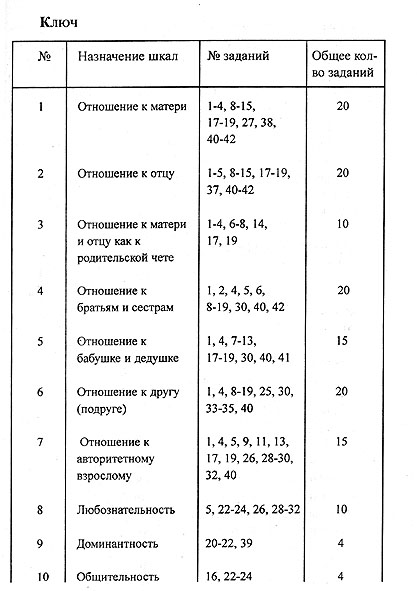 Ключ
№ Назначение шкал № заданий Общее кол-
во заданий
1 Отношение к матери 1-4, 8-15, 20
17-19, 27, 38,
40-42
2 Отношение к отцу 1-5, 8-15, 17-19, 20
37, 40-42
3 Отношение к матери 1-4, 6-8, 14, 10
и отцу как к 17, 19
родительской чете
4 Отношение к 1, 2, 4, 5, 6, 20
братьям и сестрам 8-19, 30, 40, 42
5 Отношение к 1, 4, 7-13, 15
бабушке и дедушке 17-19, 30, 40, 41
6 Отношение к другу 1, 4, 8-19, 25, 30, 20
(подруге) 33-35, 40
7 Отношение к 1, 4, 5, 9, 11, 13, 15
авторитетному 17, 19, 26, 28-30,
взрослому 32, 40
8 Любознательность 5, 22-24, 26, 28-32 10
9 Доминантность 20-22, 39 4
10 Общительность 16, 22-24 4